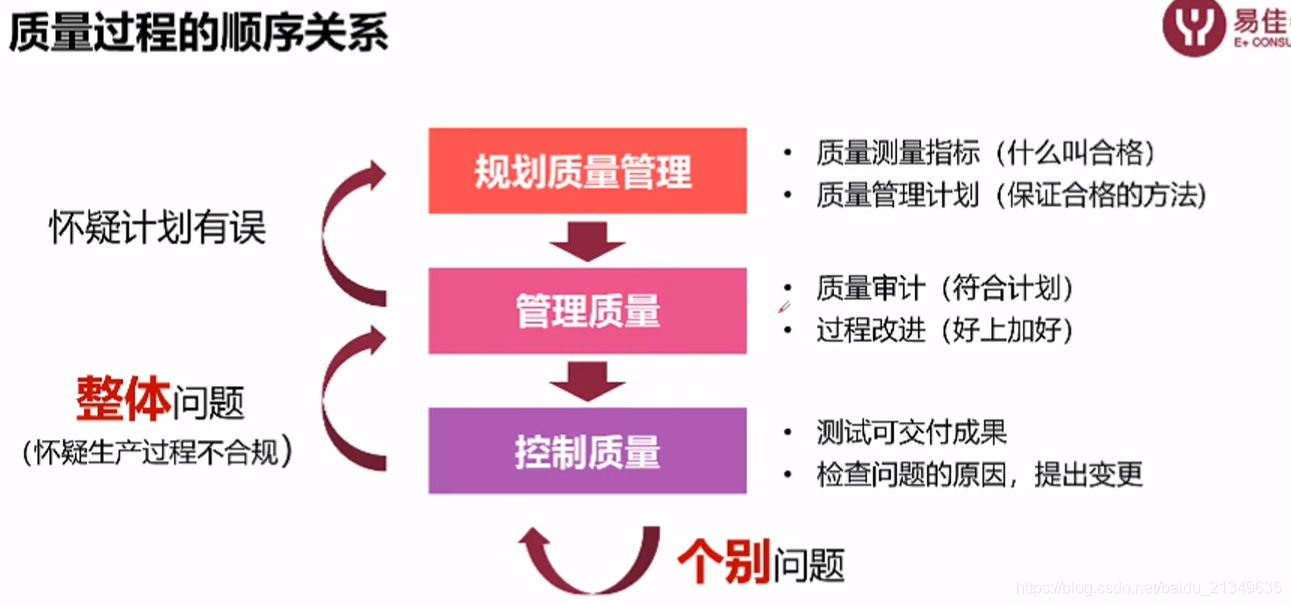 质量过程的顺序关系
易佳
E+ CONSU
规划质量管理
• 质量测量指标（什么叫合格）
• 质量管理计划（保证合格的方法)
怀疑计划有误
管理质量
• 质量审计（符合计划）
• 过程改进（好上加好）
整体问题
（怀疑生产过程不合规）
控制质量
• 测试可交付成果
• 检查问题的原因，提出变更
个别问题
https://blog.csdn.net/baidu_21349635